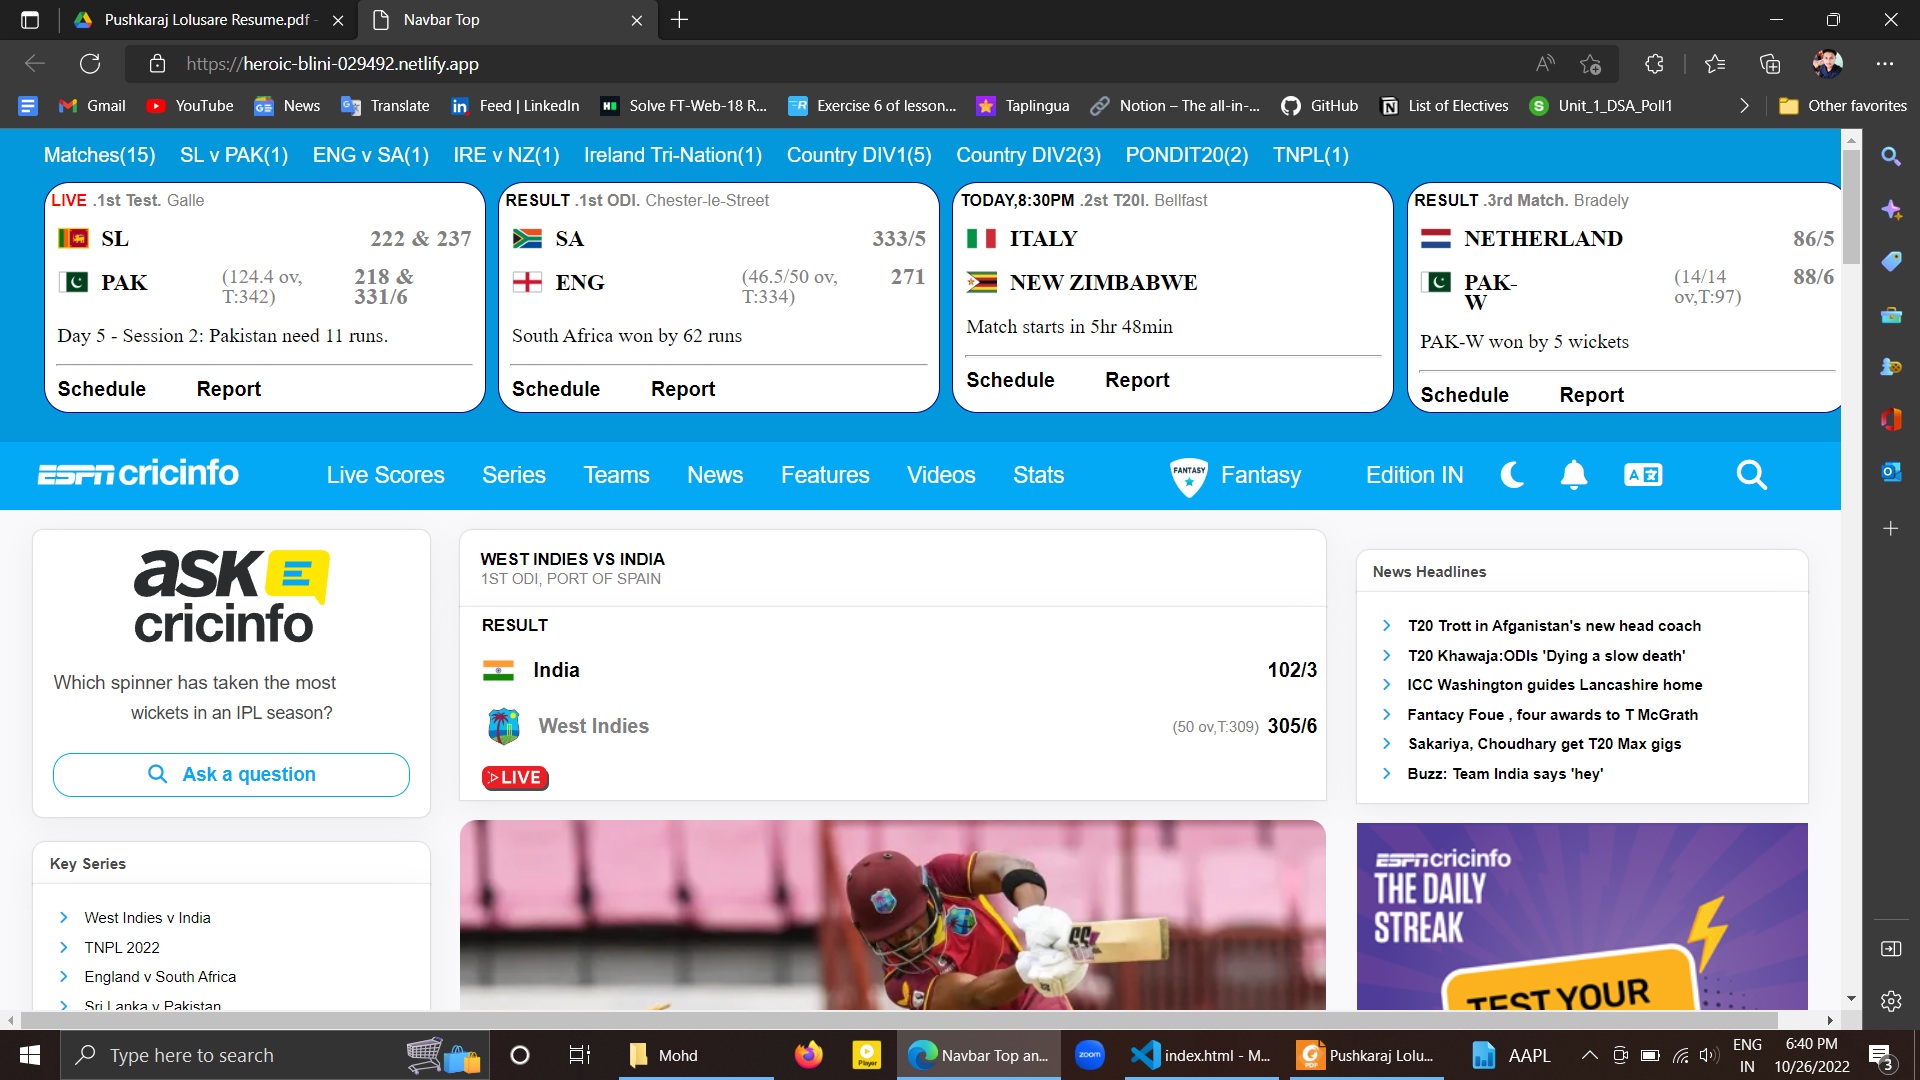 Pushkaraj Lolusare Resume.pdf -
Navbar Top
https://heroic-blini-029492.netlify.app
Gmail
YouTube
News
Translate
Feed | LinkedIn
Solve FT-Web-18 R...
Exercise 6 of lesson...
Taplingua
Notion – The all-in-...
GitHub
List of Electives
Unit_1_DSA_Poll1
Other favorites
Matches(15) SL v PAK(1) ENG v SA(1) IRE v NZ(1) Ireland Tri-Nation(1) Country DIV1(5) Country DIV2(3) PONDIT20(2) TNPL(1)
LIVE .1st Test. Galle
SL 222 & 237
PAK (124.4 ov, 218 &
T:342) 331/6
Day 5 - Session 2: Pakistan need 11 runs.
Schedule Report
RESULT .1st ODI. Chester-le-Street
SA 333/5
ENG (46.5/50 ov, 271
T:334)
South Africa won by 62 runs
Schedule Report
TODAY,8:30PM .2st T20I. Bellfast
ITALY
NEW ZIMBABWE
Match starts in 5hr 48min
Schedule Report
RESULT .3rd Match. Bradely
NETHERLAND 86/5
PAK- (14/14 88/6
W ov,T:97)
PAK-W won by 5 wickets
Schedule Report
ESPN cricinfo
Live Scores Series Teams News Features Videos Stats
FANTASY Fantasy
Edition IN
A
ask E
cricinfo
Which spinner has taken the most
wickets in an IPL season?
Ask a question
Key Series
West Indies v India
TNPL 2022
England v South Africa
Sri Lanka v Pakistan
WEST INDIES VS INDIA
1ST ODI, PORT OF SPAIN
RESULT
India 102/3
West Indies (50 ov,T:309) 305/6
LIVE
SS
News Headlines
T20 Trott in Afganistan's new head coach
T20 Khawaja:ODIs 'Dying a slow death'
ICC Washington guides Lancashire home
Fantacy Foue , four awards to T McGrath
Sakariya, Choudhary get T20 Max gigs
Buzz: Team India says 'hey'
ESPN cricinfo
THE DAILY
STREAK
TEST YOUR
Type here to search
Mohd
Player
Navbar Top an...
zoom
index.html - M...
PDF
Pushkaraj Lolu...
AAPL
ENG
IN
6:40 PM
10/26/2022
3